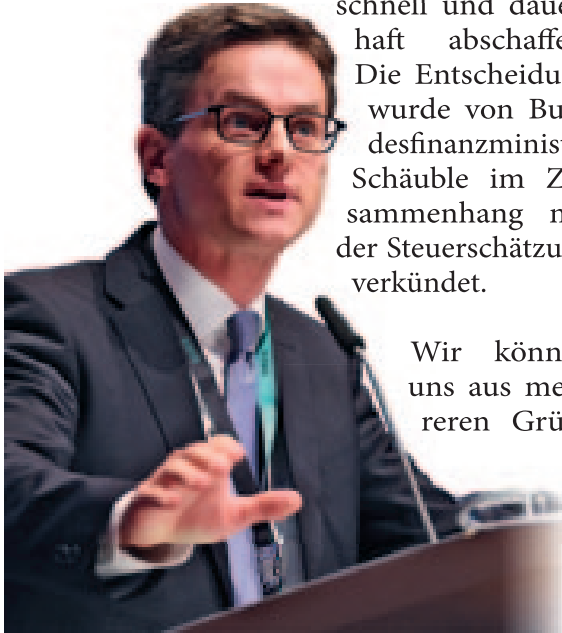 schnell und daue
haft abschaffe
Die Entscheidu
wurde von Bu
desfinanzminis
Schäuble im Z
sammenhang n
der Steuerschätzu
verkündet.
Wir könn
uns aus me
reren Grü